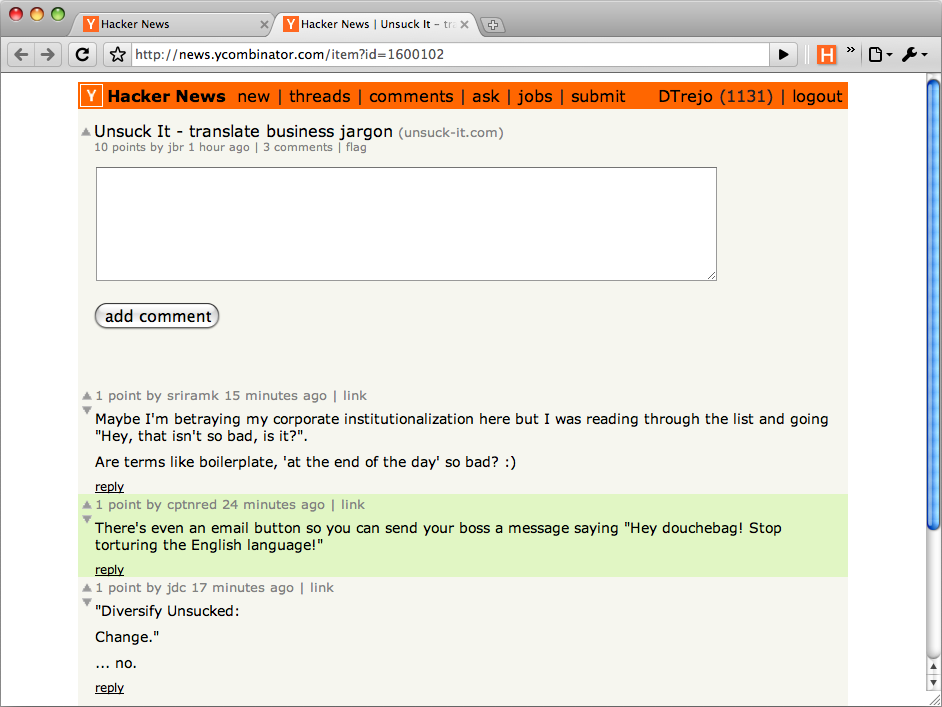 Y Hacker News
Y Hacker News | Unsuck It – tr
http://news.ycombinator.com/item?id=1600102
H »
Y Hacker News new | threads | comments | ask | jobs | submit DTrejo (1131) | logout
Unsuck It - translate business jargon (unsuck-it.com)
10 points by jbr 1 hour ago | 3 comments | flag
add comment
1 point by sriramk 15 minutes ago | link
Maybe I'm betraying my corporate institutionalization here but I was reading through the list and going
"Hey, that isn't so bad, is it?".
Are terms like boilerplate, 'at the end of the day' so bad? :)
reply
1 point by cptnred 24 minutes ago | link
There's even an email button so you can send your boss a message saying "Hey douchebag! Stop
torturing the English language!"
reply
1 point by jdc 17 minutes ago | link
"Diversify Unsucked:
Change."
... no.
reply